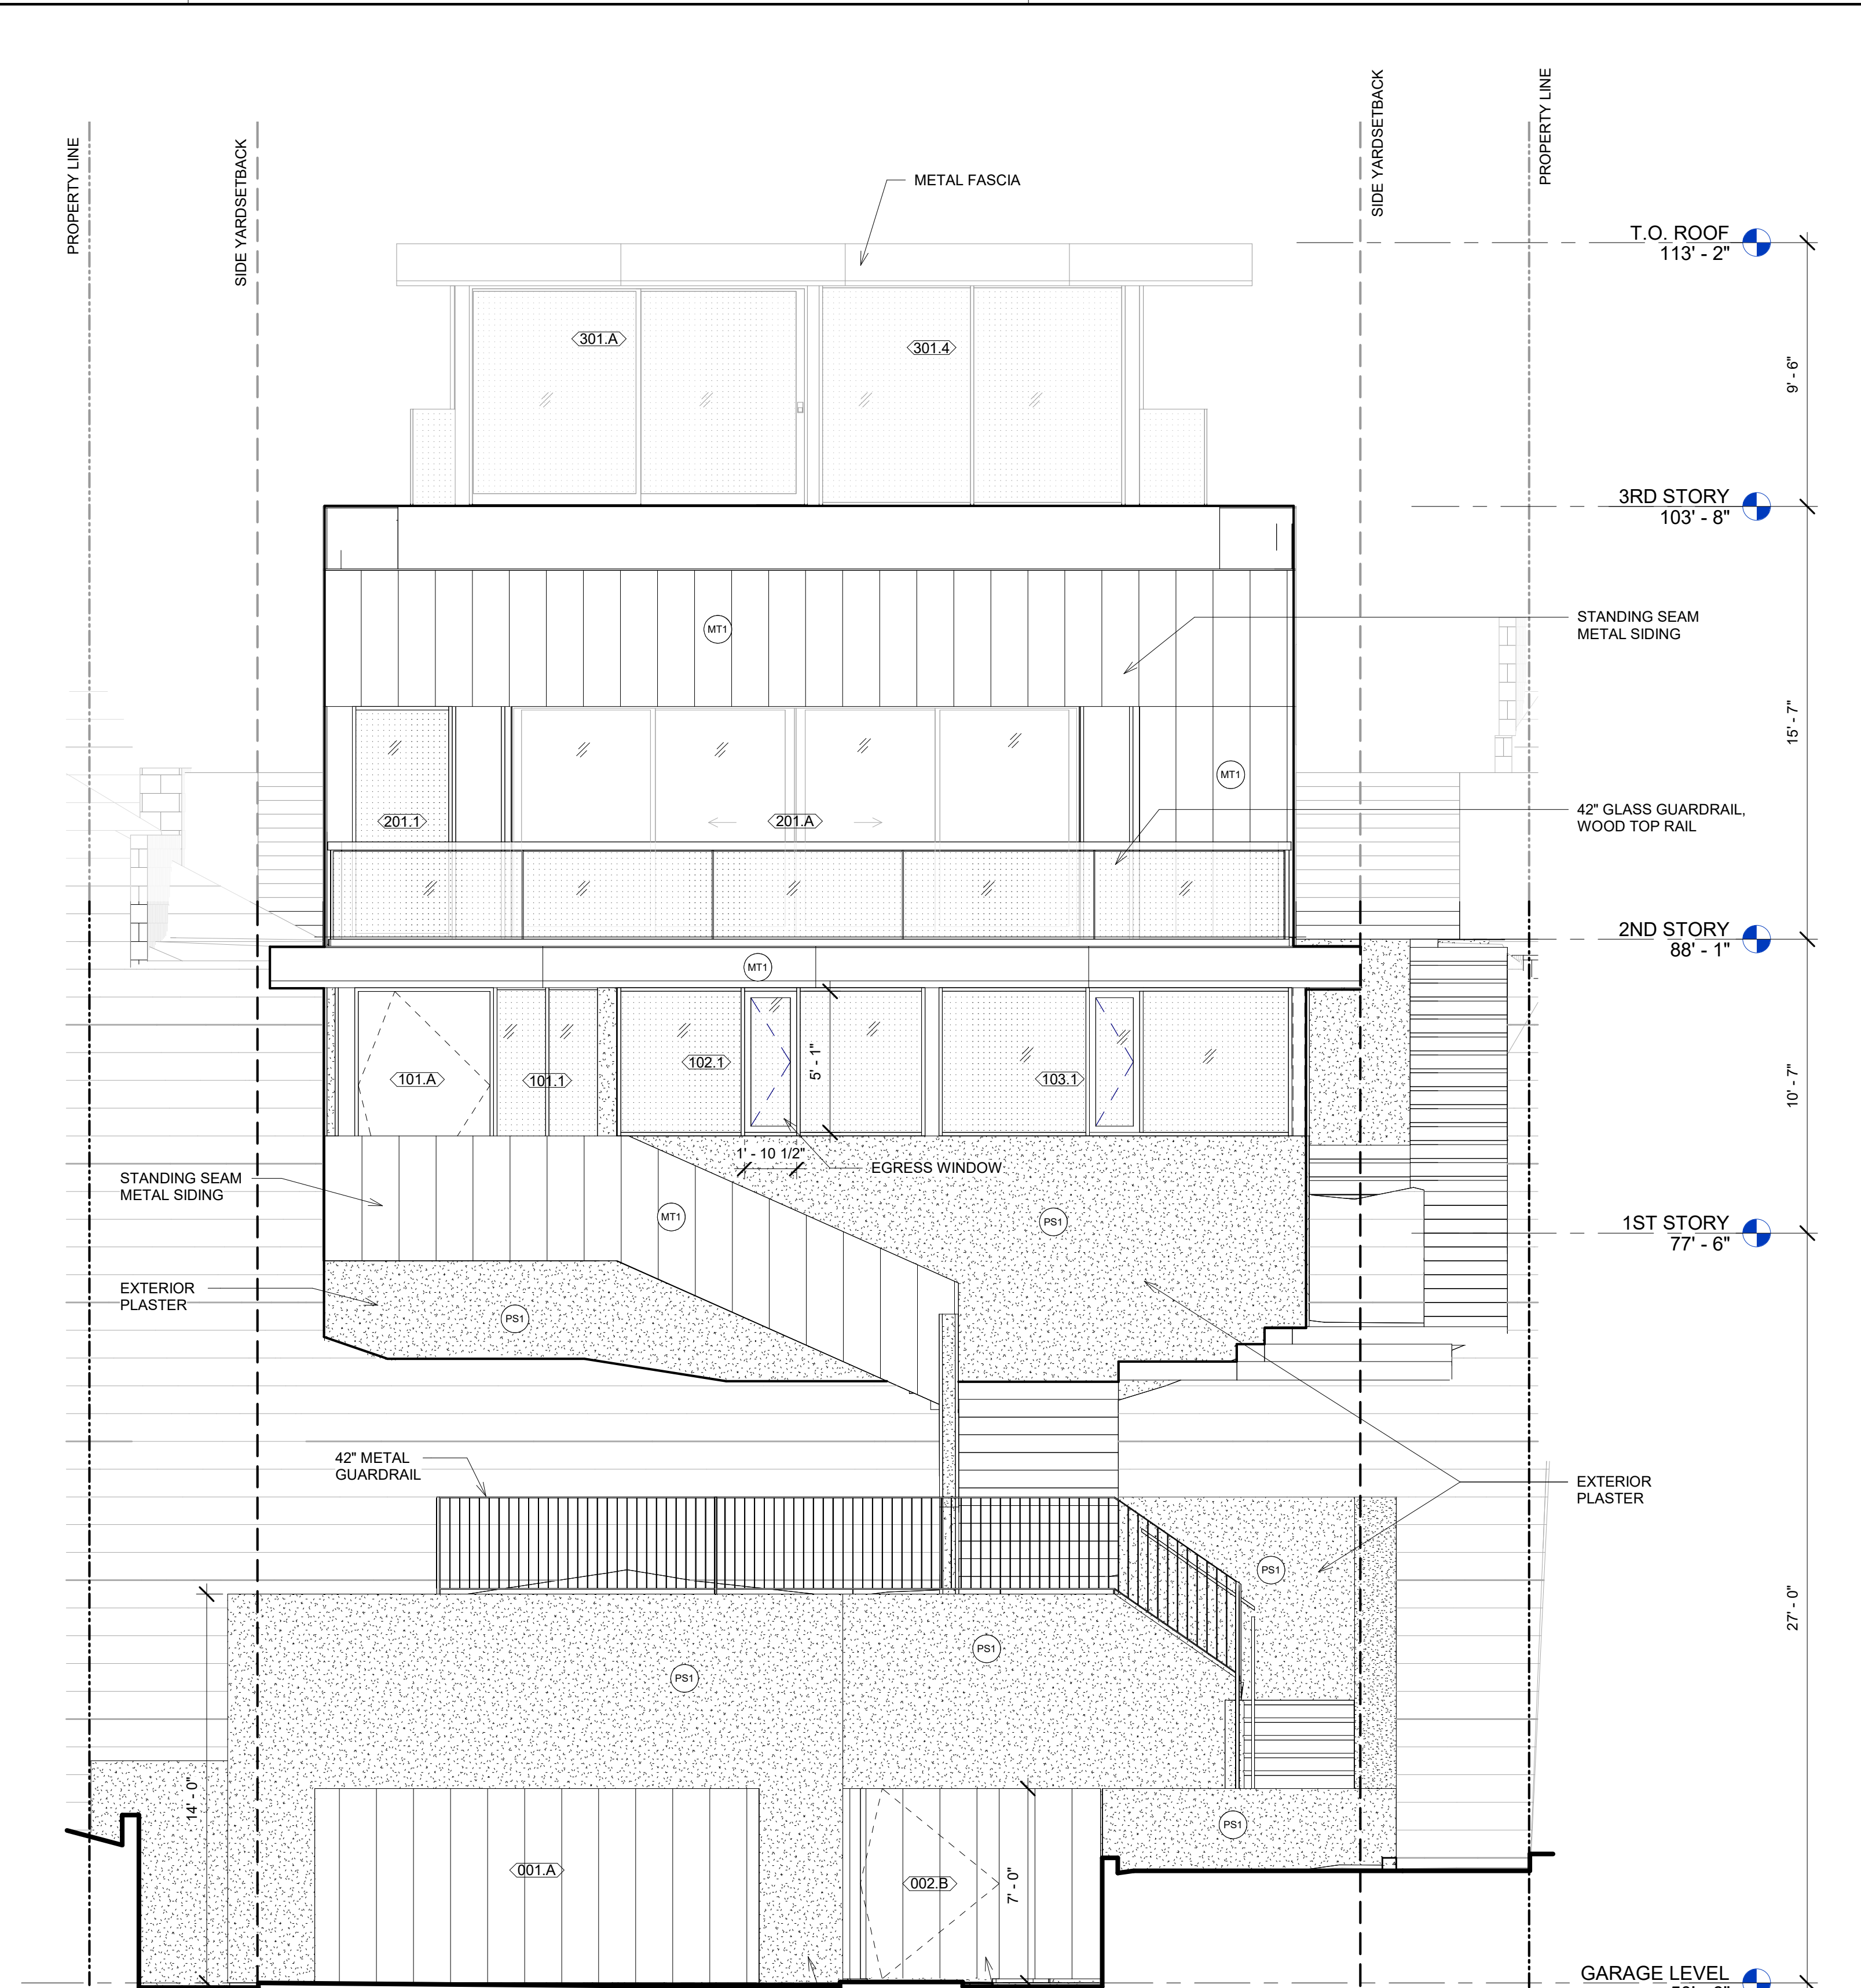 PROPERTY LINE
SIDE YARDSETBACK
SIDE YARDSETBACK
PROPERTY LINE
METAL FASCIA
T.O. ROOF
113' - 2"
301.A
301.4
9' - 6"
3RD STORY
103' - 8"
MT1
STANDING SEAM
METAL SIDING
15' - 7"
MT1
201.1
201.A
42" GLASS GUARDRAIL,
WOOD TOP RAIL
2ND STORY
88' - 1"
MT1
101.A
101.1
102.1
5' - 1"
103.1
10' - 7"
1' - 10 1/2"
EGRESS WINDOW
STANDING SEAM
METAL SIDING
MT1
PS1
1ST STORY
77' - 6"
EXTERIOR
PLASTER
PS1
42" METAL
GUARDRAIL
EXTERIOR
PLASTER
PS1
27' - 0"
PS1
PS1
14' - 0"
PS1
001.A
002.B
7' - 0"
GARAGE LEVEL